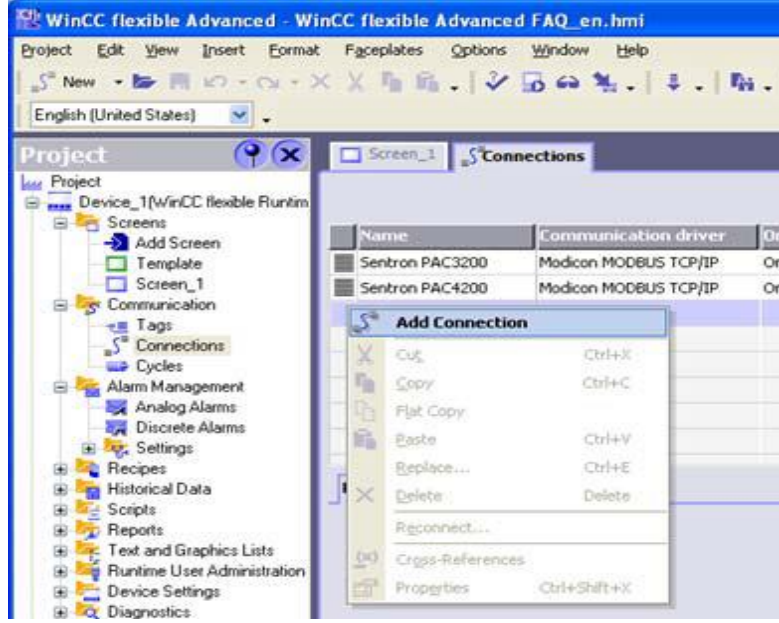 WinCC flexible Advanced - WinCC flexible Advanced FAQ_en.hmi
Project Edit View Insert Format Faceplates Options Window Help
New
English (United States)
Project
Screen_1
Connections
Project
Device_1(WinCC flexible Runtim
Screens
Add Screen
Template
Screen_1
Communication
Tags
Connections
Cycles
Alarm Management
Analog Alarms
Discrete Alarms
Settings
Recipes
Historical Data
Scripts
Reports
Text and Graphics Lists
Runtime User Administration
Device Settings
Diagnostics
Name Communication driver
Sentron PAC3200 Modicon MODBUS TCP/IP
Sentron PAC4200 Modicon MODBUS TCP/IP
Add Connection
Cut Ctrl+X
Copy Ctrl+C
Flat Copy
Paste Ctrl+V
Replace... Ctrl+E
Delete Delete
Reconnect...
Cross-References
Properties Ctrl+Shift+X